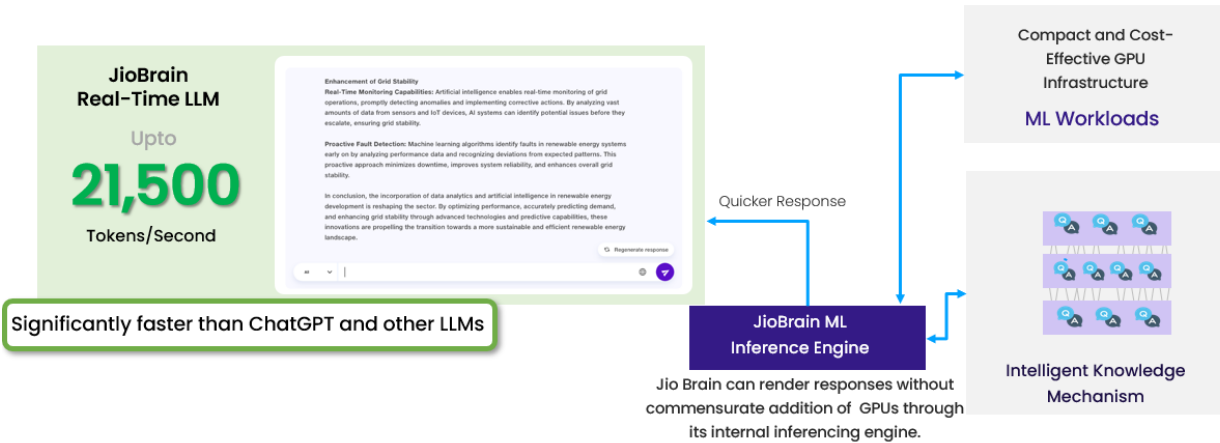 JioBrain
Real-Time LLM
Upto
21,500
Tokens/Second
Enhancement of Grid Stability
Real-Time Monitoring Capabilities: Artificial intelligence enables real-time monitoring of grid
operations, promptly detecting anomalies and implementing corrective actions. By analyzing vast
amounts of data from sensors and IoT devices, AI systems can identify potential issues before they
escalate, ensuring grid stability.
Proactive Fault Detection: Machine learning algorithms identify faults in renewable energy systems
early on by analyzing performance data and recognizing deviations from expected patterns. This
proactive approach minimizes downtime, improves system reliability, and enhances overall grid
stability.
In conclusion, the incorporation of data analytics and artificial intelligence in renewable energy
development is reshaping the sector. By optimizing performance, accurately predicting demand,
and enhancing grid stability through advanced technologies and predictive capabilities, these
innovations are propelling the transition towards a more sustainable and efficient renewable energy
landscape.
Regenerate response
Significantly faster than ChatGPT and other LLMs
Quicker Response
JioBrain ML
Inference Engine
Jio Brain can render responses without
commensurate addition of GPUs through
its internal inferencing engine.
Compact and Cost-
Effective GPU
Infrastructure
ML Workloads
Q A Q A Q A
Q A Q A Q A Q A
Q A Q A Q A
Intelligent Knowledge
Mechanism